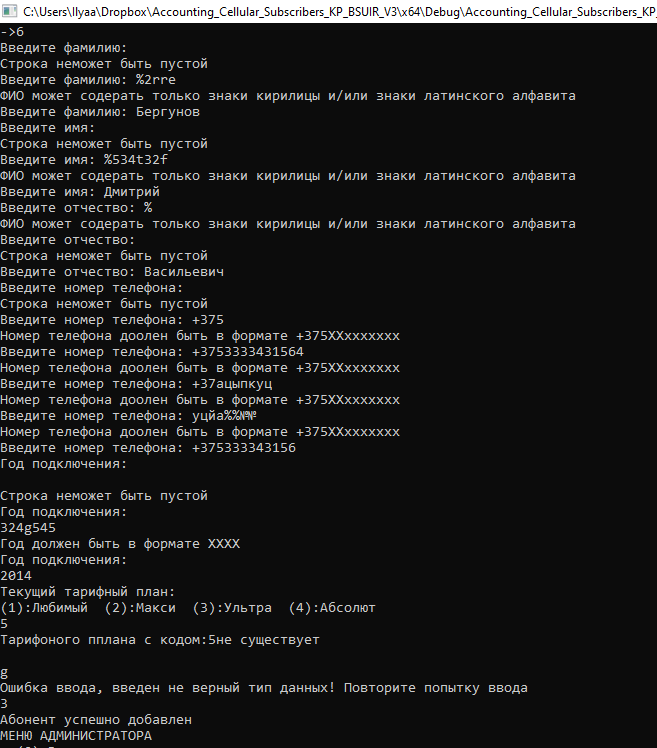 C:\Users\Ilyaa\Dropbox\Accounting_Cellular_Subscribers_KP_BSUIR_V3\x64\Debug\Accounting_Cellular_Subscribers_KP_
->6
Введите фамилию:
Строка неможет быть пустой
Введите фамилию: %2rre
ФИО может содерать только знаки кирилицы и/или знаки латинского алфавита
Введите фамилию: Бергунов
Введите имя:
Строка неможет быть пустой
Введите имя: %534t32f
ФИО может содерать только знаки кирилицы и/или знаки латинского алфавита
Введите имя: Дмитрий
Введите отчество: %
ФИО может содерать только знаки кирилицы и/или знаки латинского алфавита
Введите отчество:
Строка неможет быть пустой
Введите отчество: Васильевич
Введите номер телефона:
Строка неможет быть пустой
Введите номер телефона: +375
Номер телефона доолен быть в формате +375XXxxxxxxx
Введите номер телефона: +3753333431564
Номер телефона доолен быть в формате +375XXxxxxxxx
Введите номер телефона: +37ацыпкуц
Номер телефона доолен быть в формате +375XXxxxxxxx
Введите номер телефона: уцйа%%№№
Номер телефона доолен быть в формате +375XXxxxxxxx
Введите номер телефона: +375333343156
Год подключения:
Строка неможет быть пустой
Год подключения:
324g545
Год должен быть в формате XXXX
Год подключения:
2014
Текущий тарифный план:
(1):Любимый (2):Макси (3):Ультра (4):Абсолют
5
Тарифоного пплана с кодом:5не существует
g
Ошибка ввода, введен не верный тип данных! Повторите попытку ввода
3
Абонент успешно добавлен
МЕНЮ АДМИНИСТРАТОРА